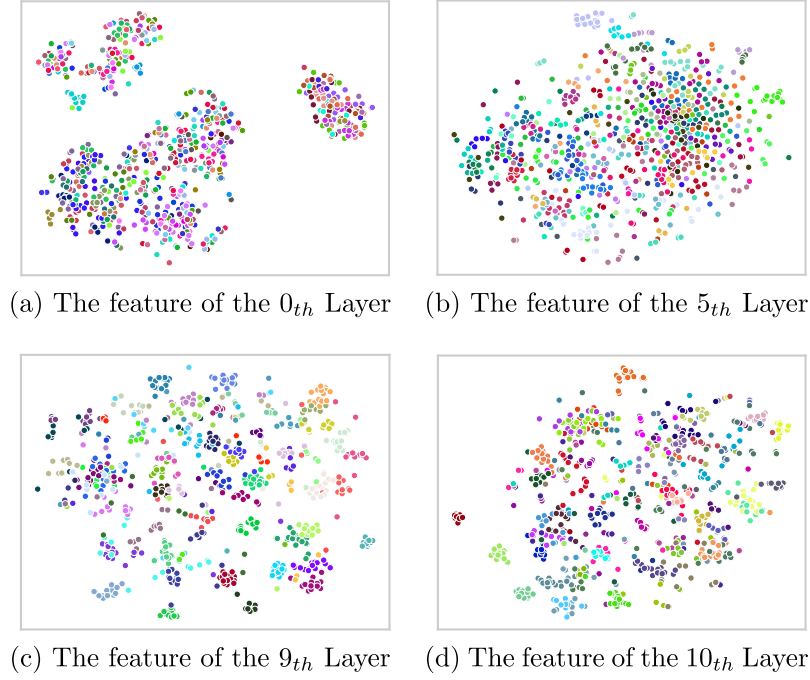 (a) The feature of the 0th Layer
(b) The feature of the 5th Layer
(c) The feature of the 9th Layer
(d) The feature of the 10th Layer